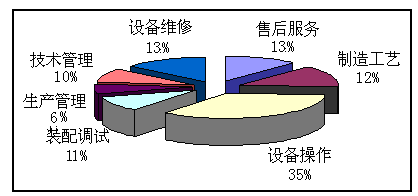 设备维修
13%
售后服务
13%
技术管理
10%
制造工艺
12%
生产管理
6%
装配调试
11%
设备操作
35%